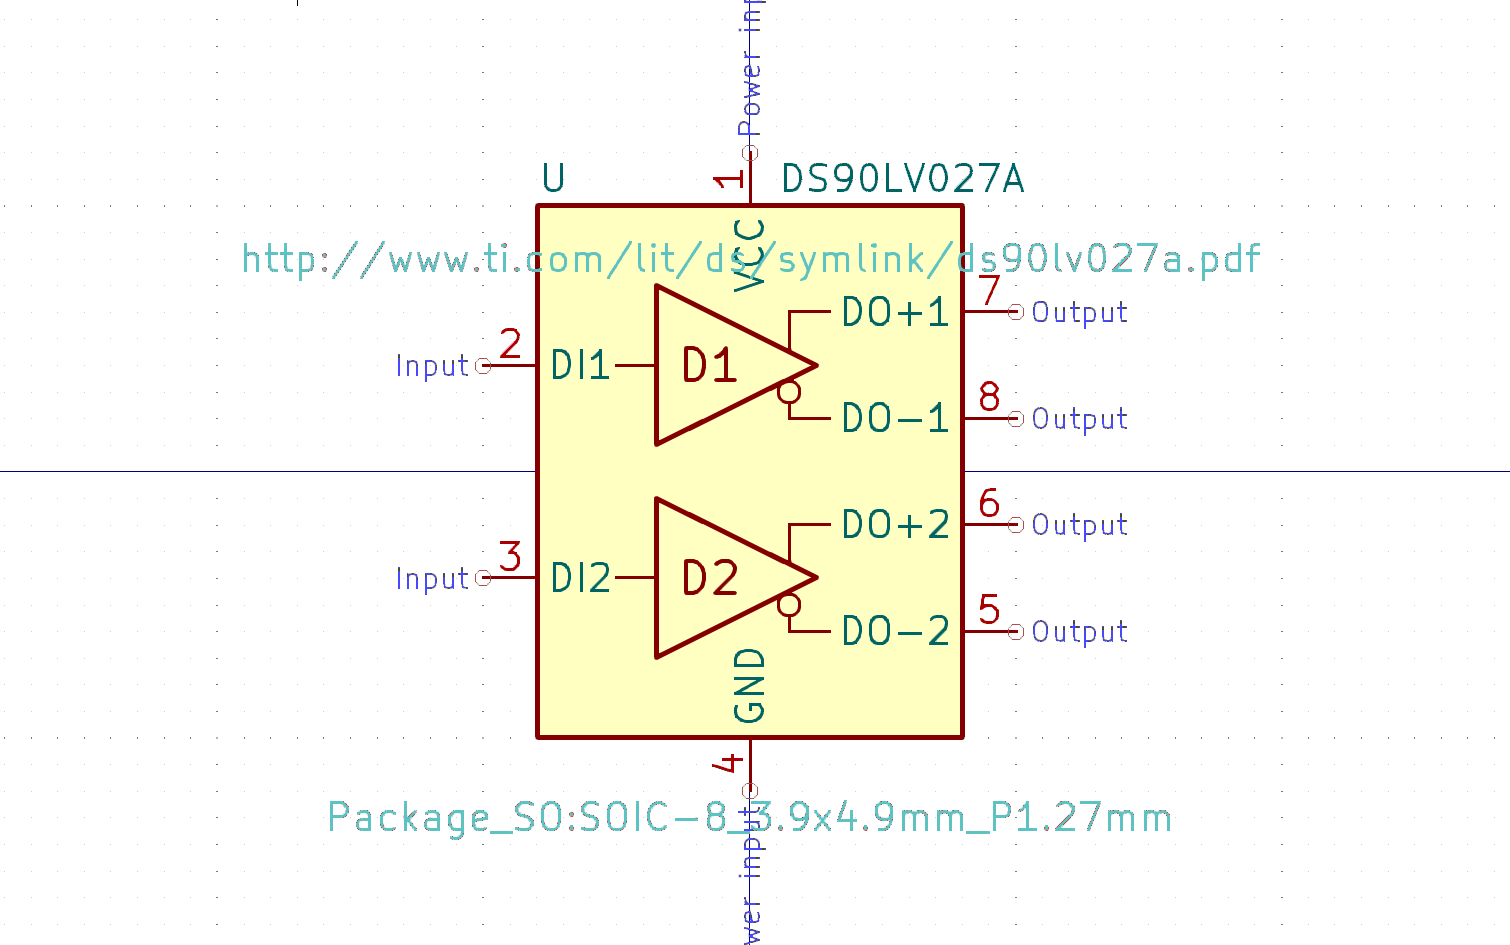 Power in
1
U
DS90LV027A
VCC
http://www.ti.com/lit/ds/symlink/ds90lv027a.pdf
7
DO+1
Output
2
Input
DI1
D1
8
DO-1
Output
6
DO+2
Output
3
Input
DI2
D2
5
DO-2
Output
GND
4
Package_SO:SOIC-8_3.9x4.9mm_P1.27mm
wer input